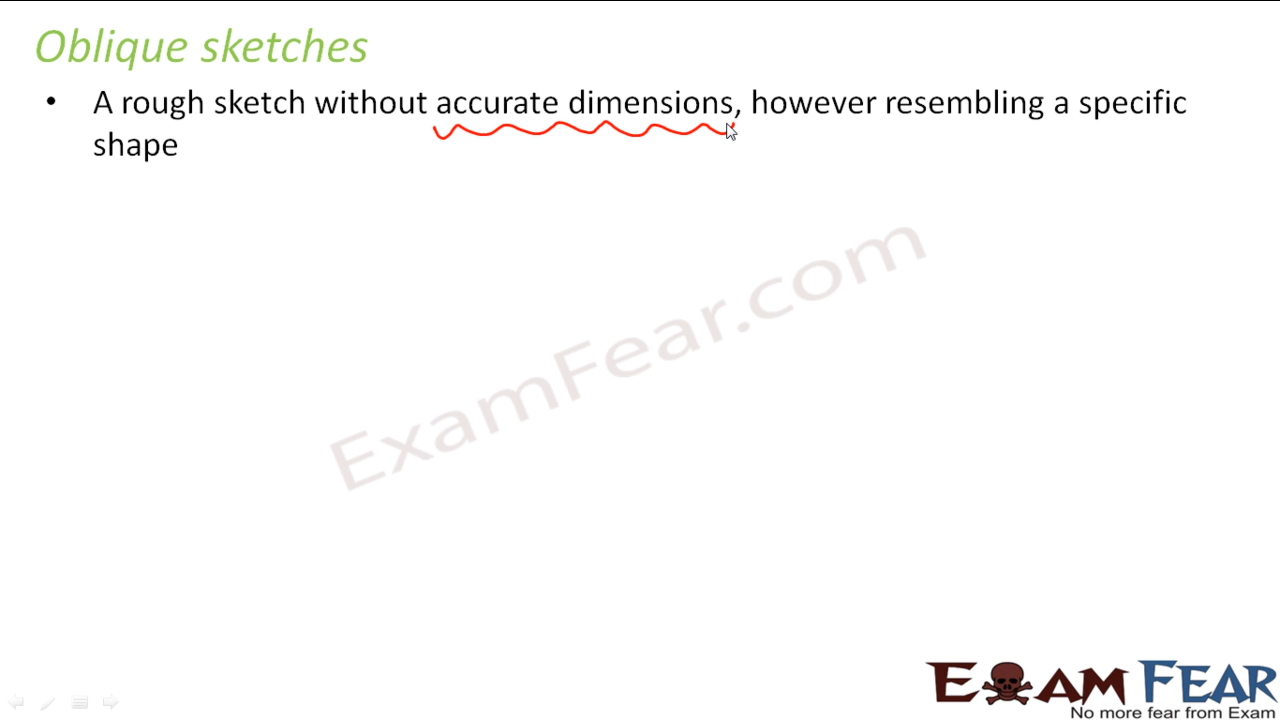 Oblique sketches
• A rough sketch without accurate dimensions, however resembling a specific
shape
ExamFear.com
EXAM FEAR
No more fear from Exam